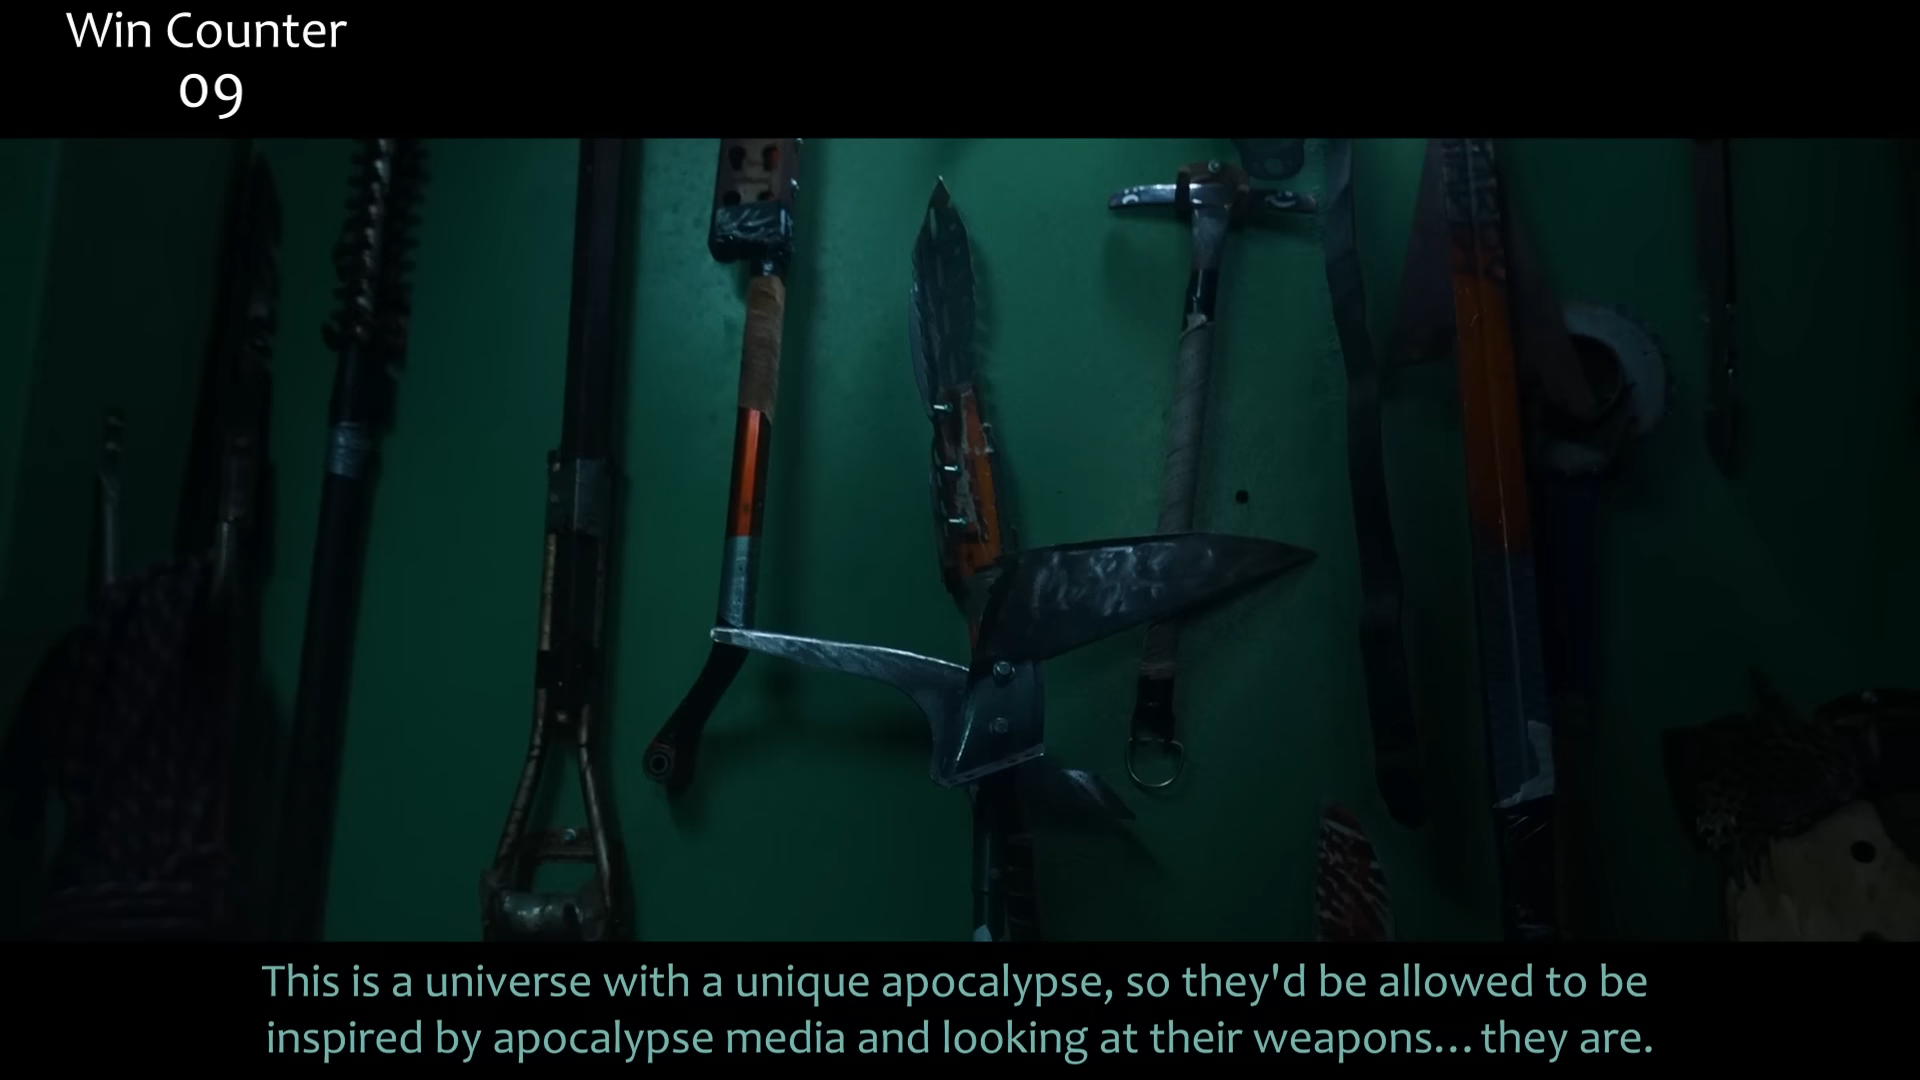 Win Counter
09
This is a universe with a unique apocalypse, so they'd be allowed to be
inspired by apocalypse media and looking at their weapons... they are.